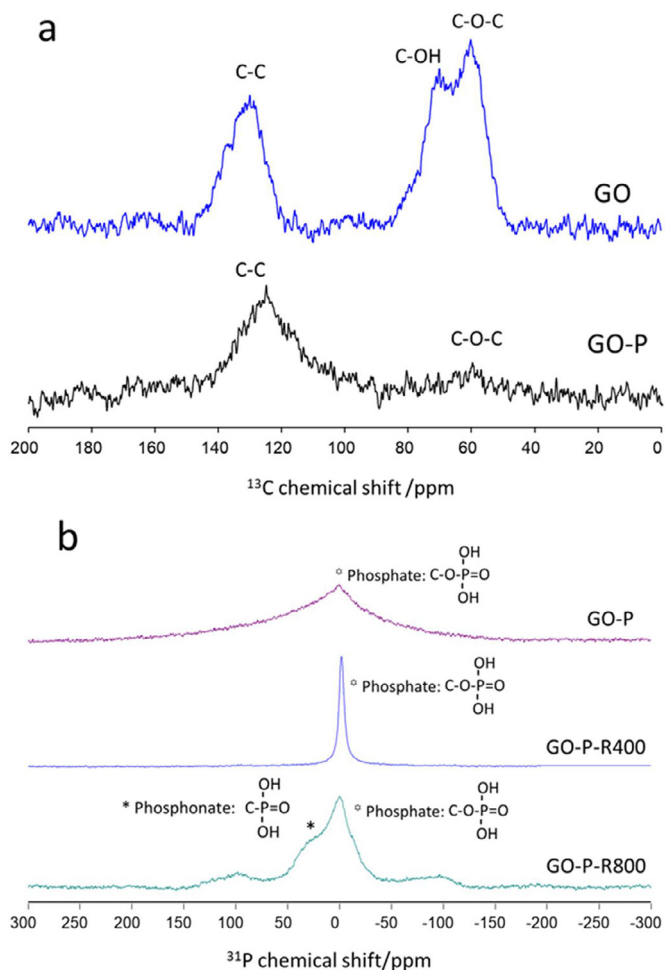 a
C-O-C
C-OH
C-C
GO
C-C
C-O-C
GO-P
200 180 160 140 120 100 80 60 40 20 0
¹³C chemical shift /ppm
b
OH
✡ Phosphate: C-O-P=O
OH
GO-P
OH
✡ Phosphate: C-O-P=O
OH
GO-P-R400
OH
* Phosphonate: C-P=O
OH
*
OH
✡ Phosphate: C-O-P=O
OH
GO-P-R800
300 250 200 150 100 50 0 -50 -100 -150 -200 -250 -300
³¹P chemical shift/ppm